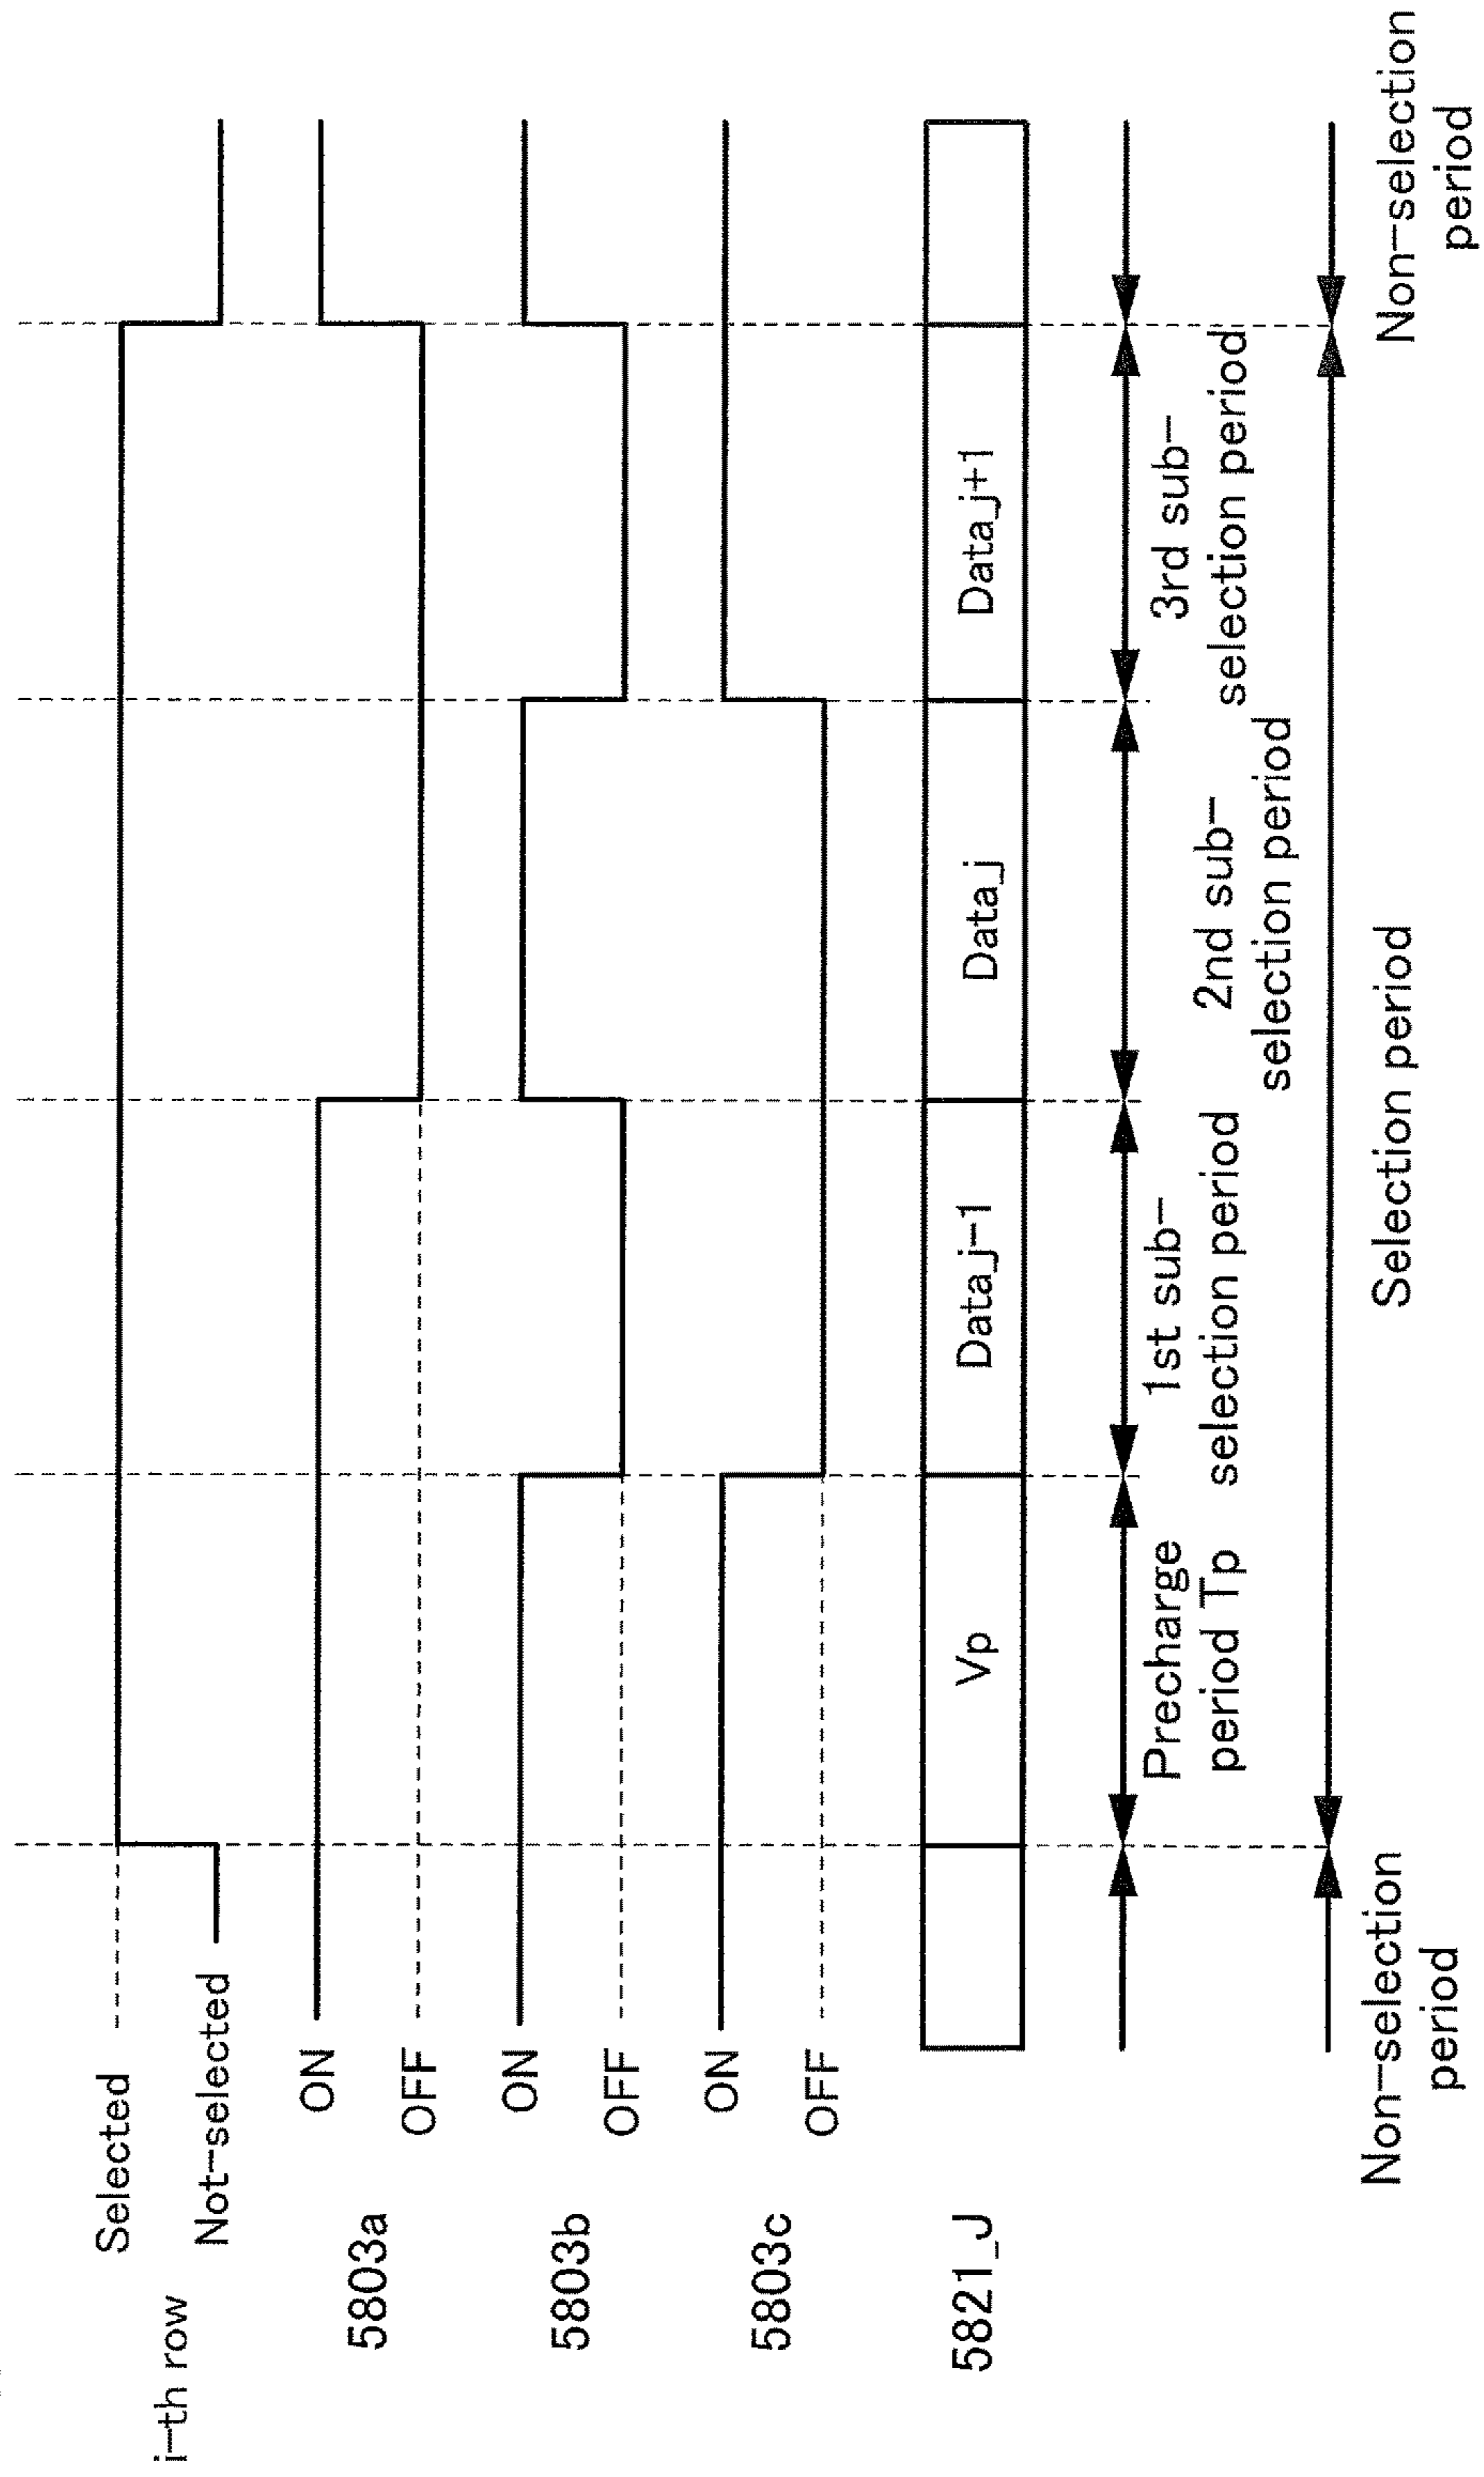 i-th row
Selected
Not-selected
5803a
ON
OFF
5803b
ON
OFF
5803c
ON
OFF
5821_J
Vp
Data_j-1
Data_j
Data_j+1
Precharge
period Tp
1st sub-
selection period
2nd sub-
selection period
3rd sub-
selection period
Non-selection
period
Selection period
Non-selection
period